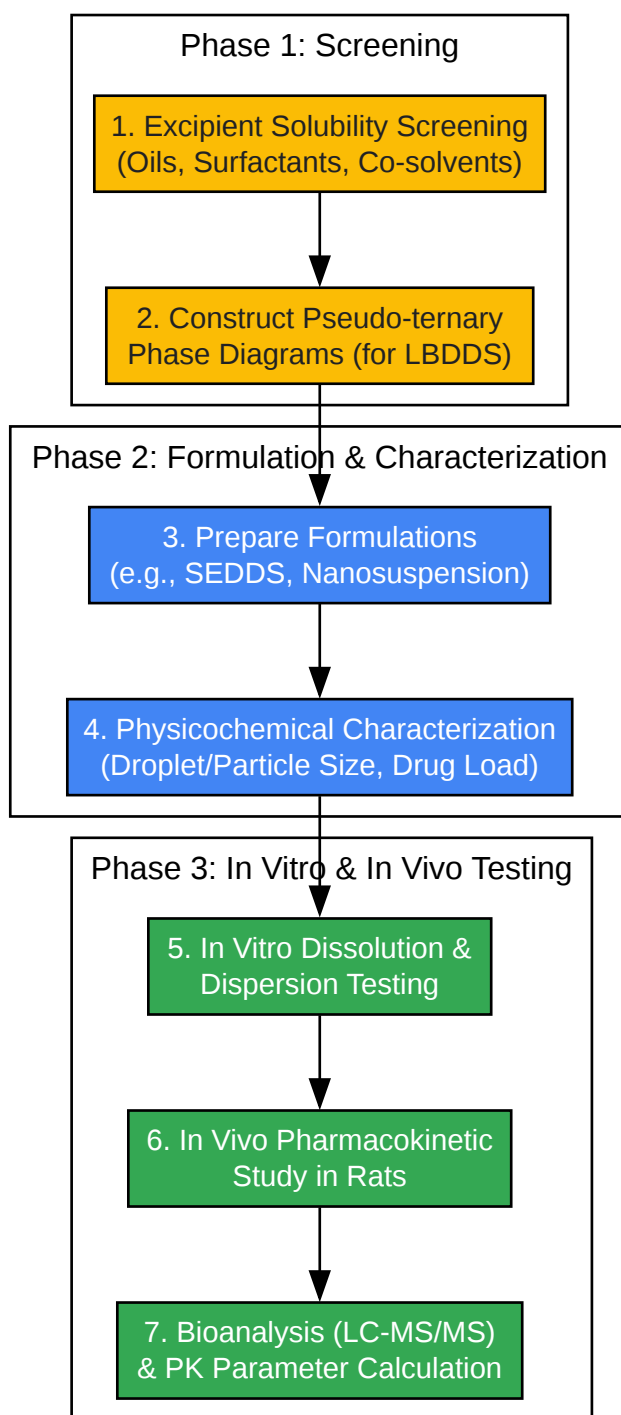 Phase 1: Screening
1. Excipient Solubility Screening
(Oils, Surfactants, Co-solvents)
2. Construct Pseudo-ternary
Phase Diagrams (for LBDDS)
Phase 2: Formulation & Characterization
3. Prepare Formulations
(e.g., SEDDS, Nanosuspension)
4. Physicochemical Characterization
(Droplet/Particle Size, Drug Load)
Phase 3: In Vitro & In Vivo Testing
5. In Vitro Dissolution &
Dispersion Testing
6. In Vivo Pharmacokinetic
Study in Rats
7. Bioanalysis (LC-MS/MS)
& PK Parameter Calculation